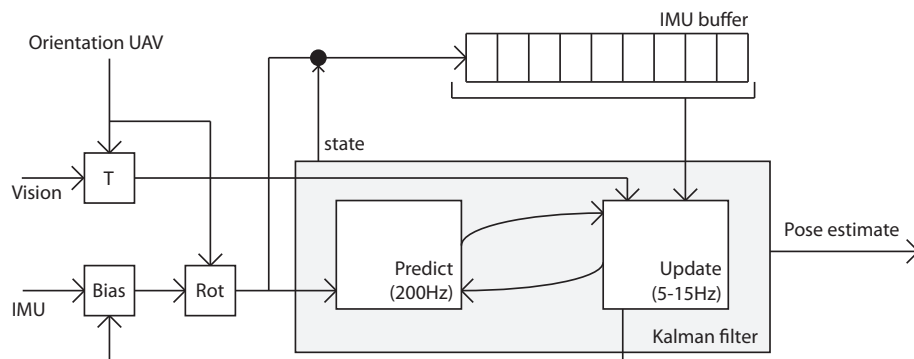 IMU buffer
Orientation UAV
state
T
Vision
Pose estimate
Predict
(200Hz)
Update
(5-15Hz)
Bias
Rot
IMU
Kalman filter